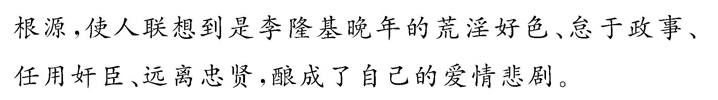 根源,使人联想到是李隆基晚年的荒淫好色、怠于政事、
任用奸臣、远离忠贤,酿成了自己的爱情悲剧。